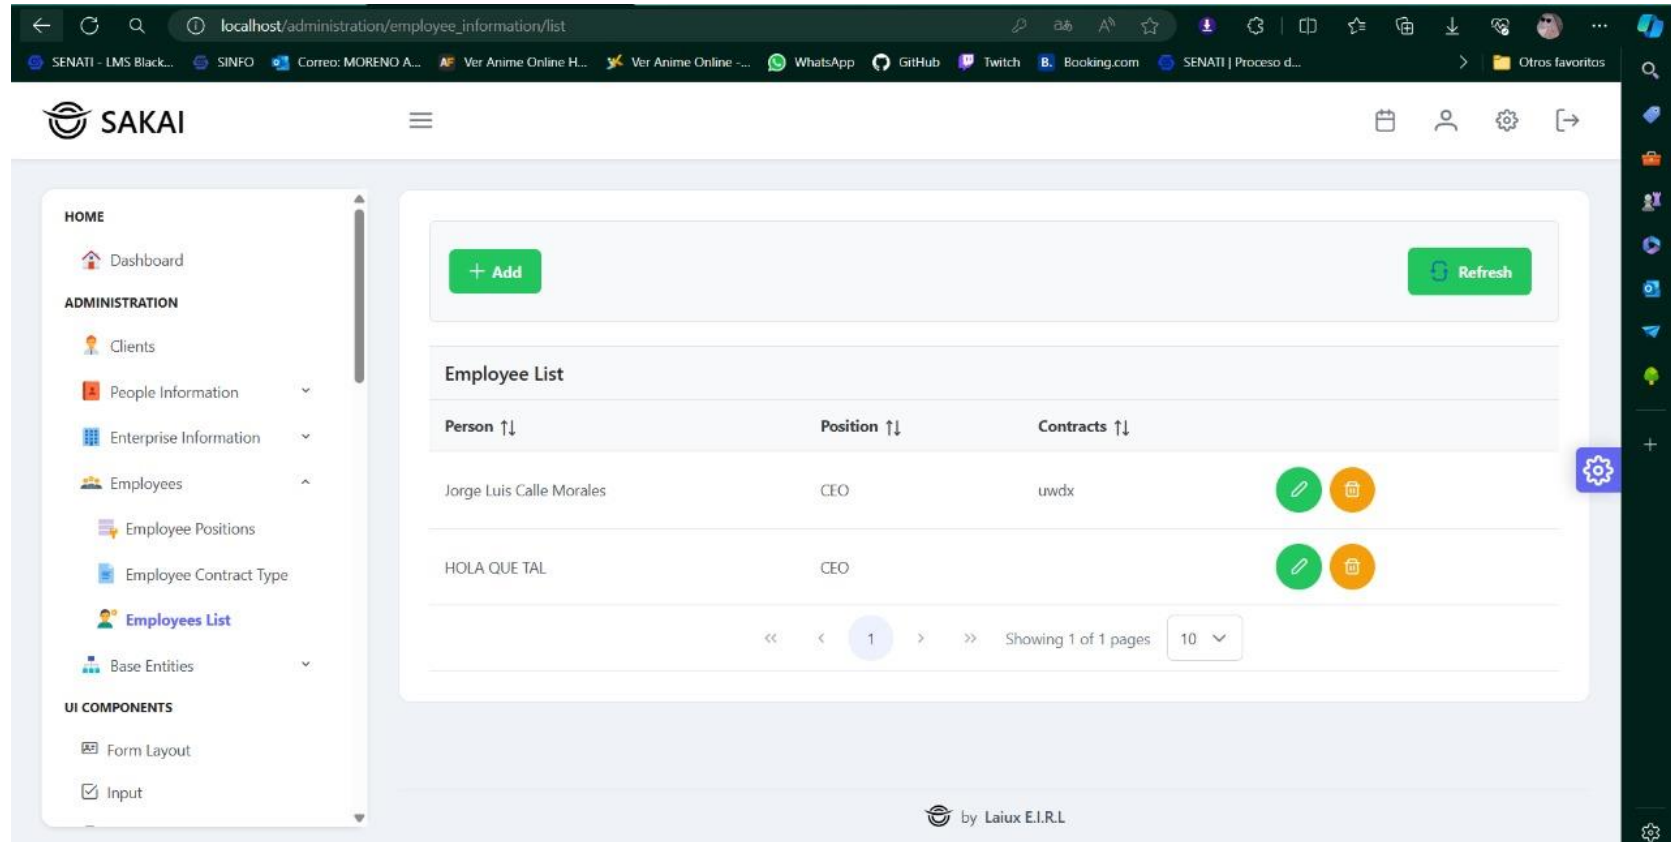 localhost/administration/employee_information/list
SENATI - LMS Black... SINFO Correo: MORENO A... Ver Anime Online H... Ver Anime Online -... WhatsApp GitHub Twitch B. Booking.com SENATI | Proceso d... Otros favoritos
SAKAI
HOME
Dashboard
ADMINISTRATION
Clients
People Information
Enterprise Information
Employees
Employee Positions
Employee Contract Type
Employees List
Base Entities
UI COMPONENTS
Form Layout
Input
+ Add
Refresh
Employee List
Person Position Contracts
Jorge Luis Calle Morales CEO uwdx
HOLA QUE TAL CEO
<< < 1 > >> Showing 1 of 1 pages 10
by Laiux E.I.R.L